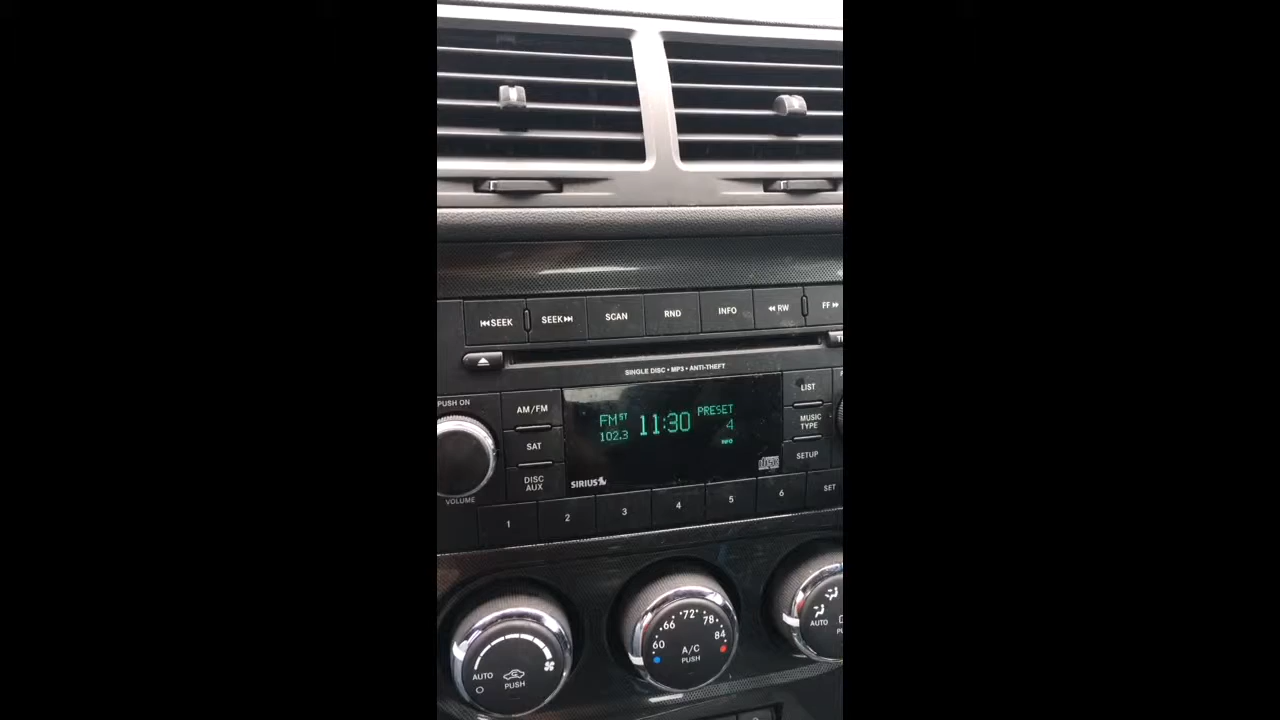 SEEK
SEEK
SCAN
RND
INFO
RW
FF
SINGLE DISC • MP3 • ANTI-THEFT
PUSH ON
VOLUME
AM/FM
SAT
DISC
AUX
FM ST
102.3
11:30
PRESET
4
INFO
SIRIUS
LIST
MUSIC
TYPE
SETUP
1
2
3
4
5
6
SET
AUTO
PUSH
60
66
72
78
84
A/C
PUSH
AUTO